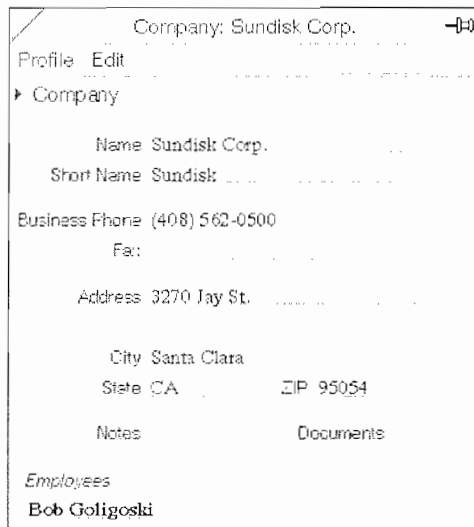 Company: Sundisk Corp.
Profile Edit
Company
Name Sundisk Corp.
Short Name Sundisk
Business Phone (408) 562-0500
Fax
Address 3270 Jay St.
City Santa Clara
State CA ZIP 95054
Notes Documents
Employees
Bob Goligoski